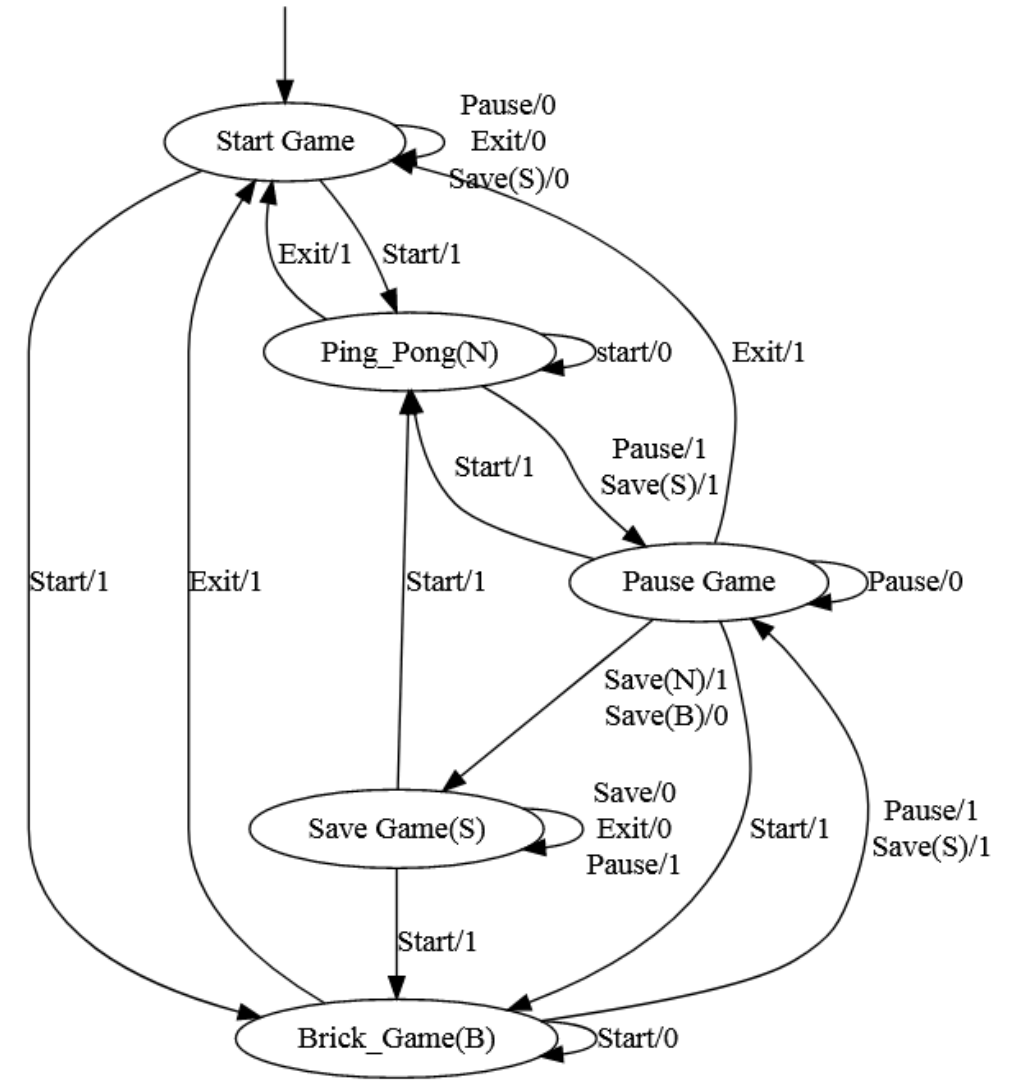 Pause/0
Start Game
Exit/0
Save(S)/0
Exit/1
Start/1
Ping_Pong(N)
start/0
Exit/1
Pause/1
Start/1
Save(S)/1
Start/1
Exit/1
Start/1
Pause Game
Pause/0
Save(N)/1
Save(B)/0
Save/0
Save Game(S)
Exit/0
Start/1
Pause/1
Save(S)/1
Pause/1
Start/1
Brick_Game(B)
Start/0